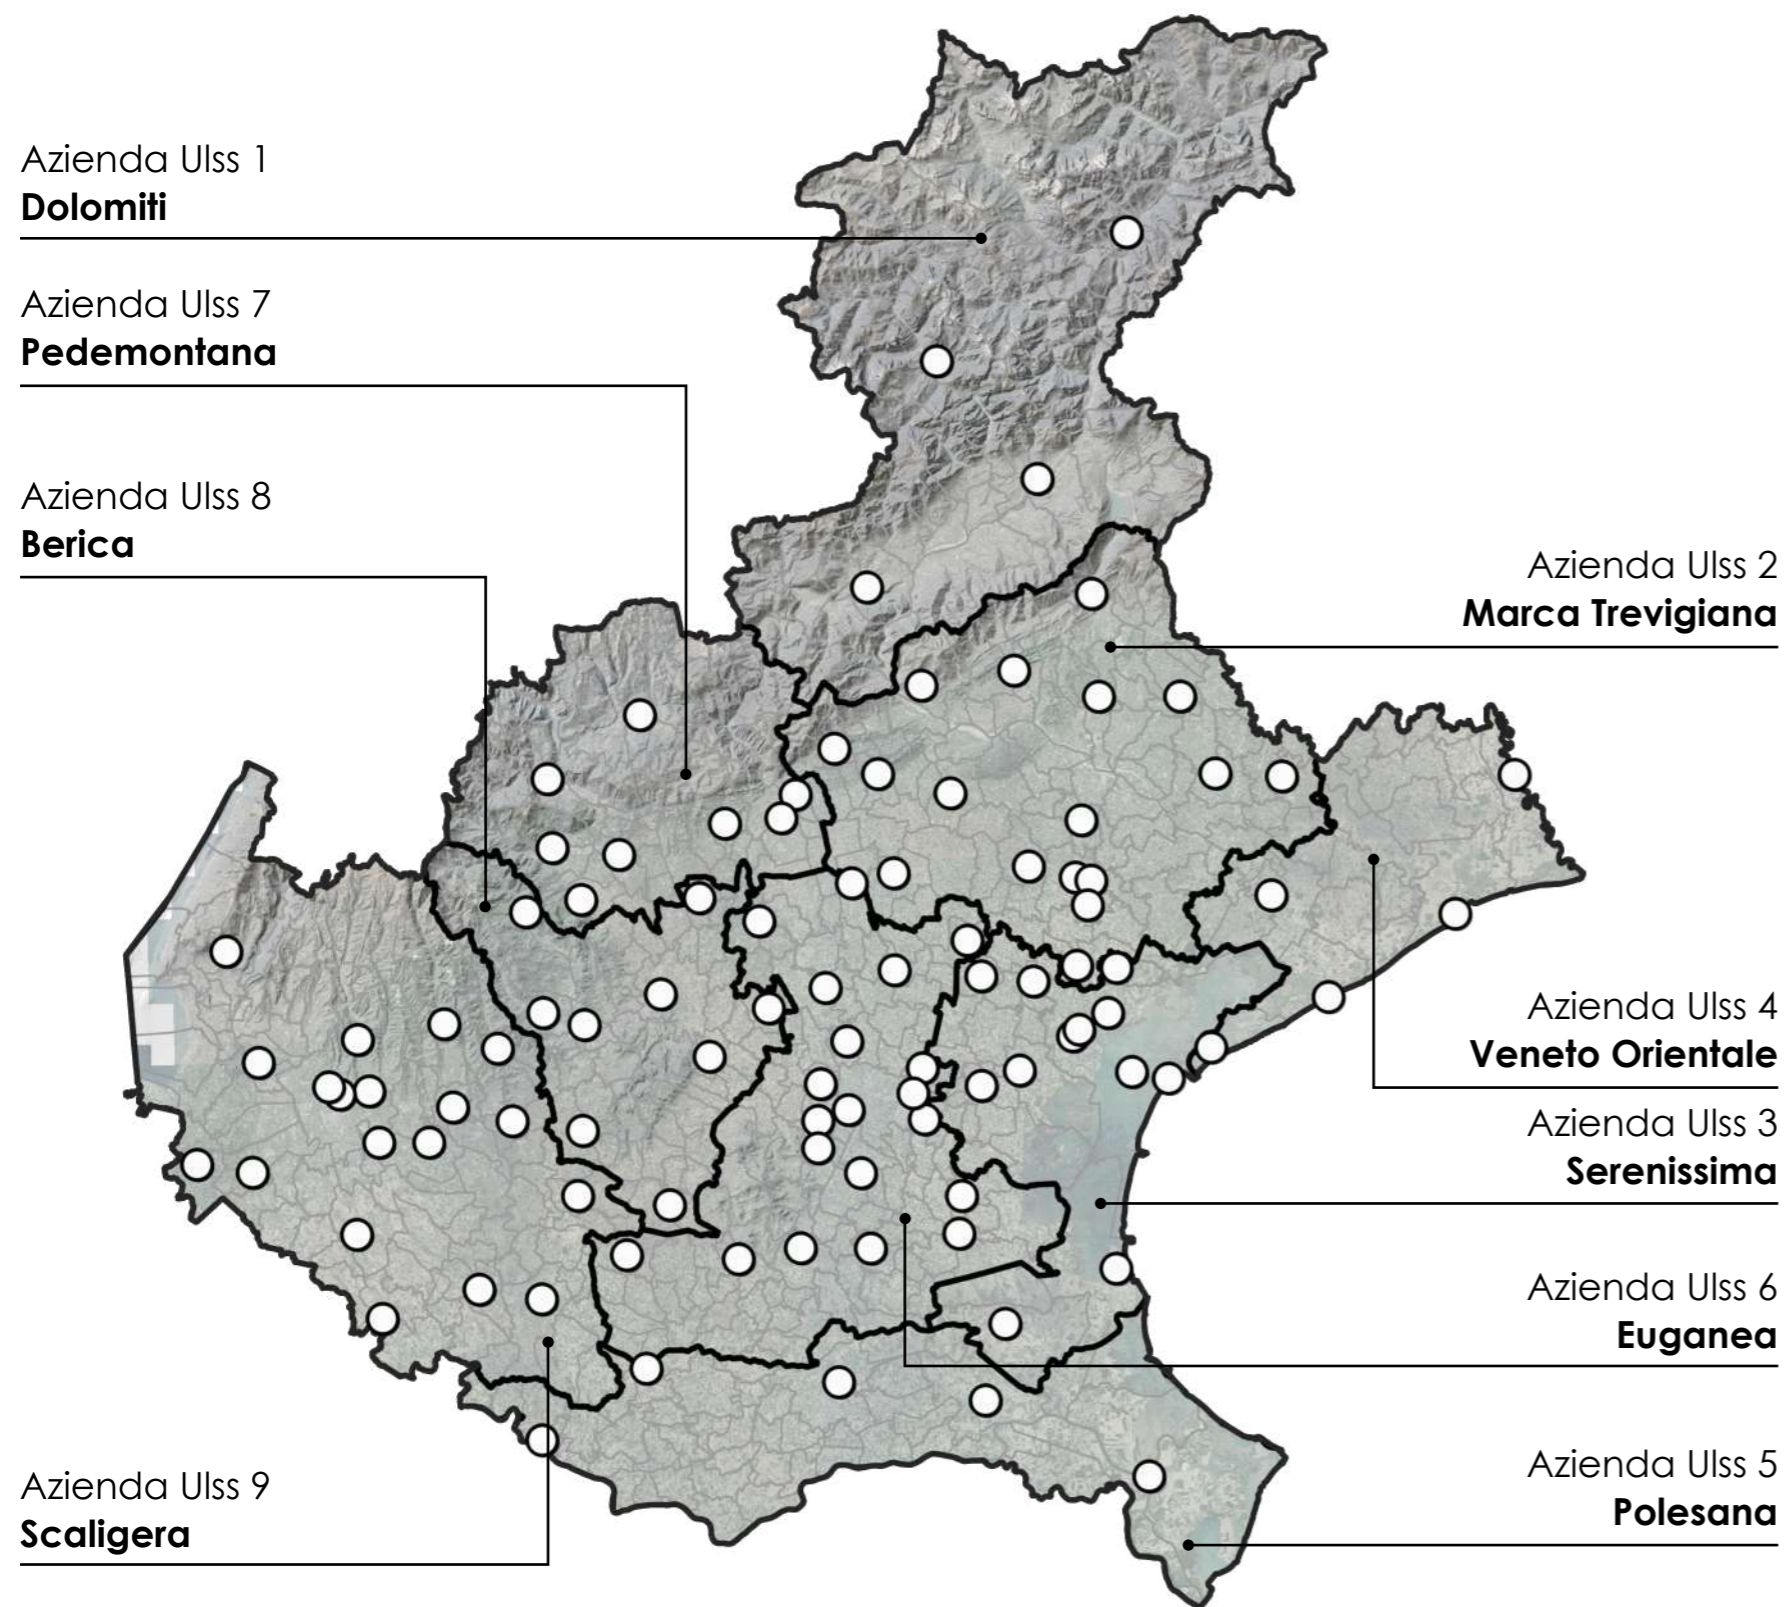 Azienda Ulss 1
Dolomiti
Azienda Ulss 7
Pedemontana
Azienda Ulss 8
Berica
Azienda Ulss 2
Marca Trevigiana
Azienda Ulss 4
Veneto Orientale
Azienda Ulss 3
Serenissima
Azienda Ulss 6
Euganea
Azienda Ulss 5
Polesana
Azienda Ulss 9
Scaligera